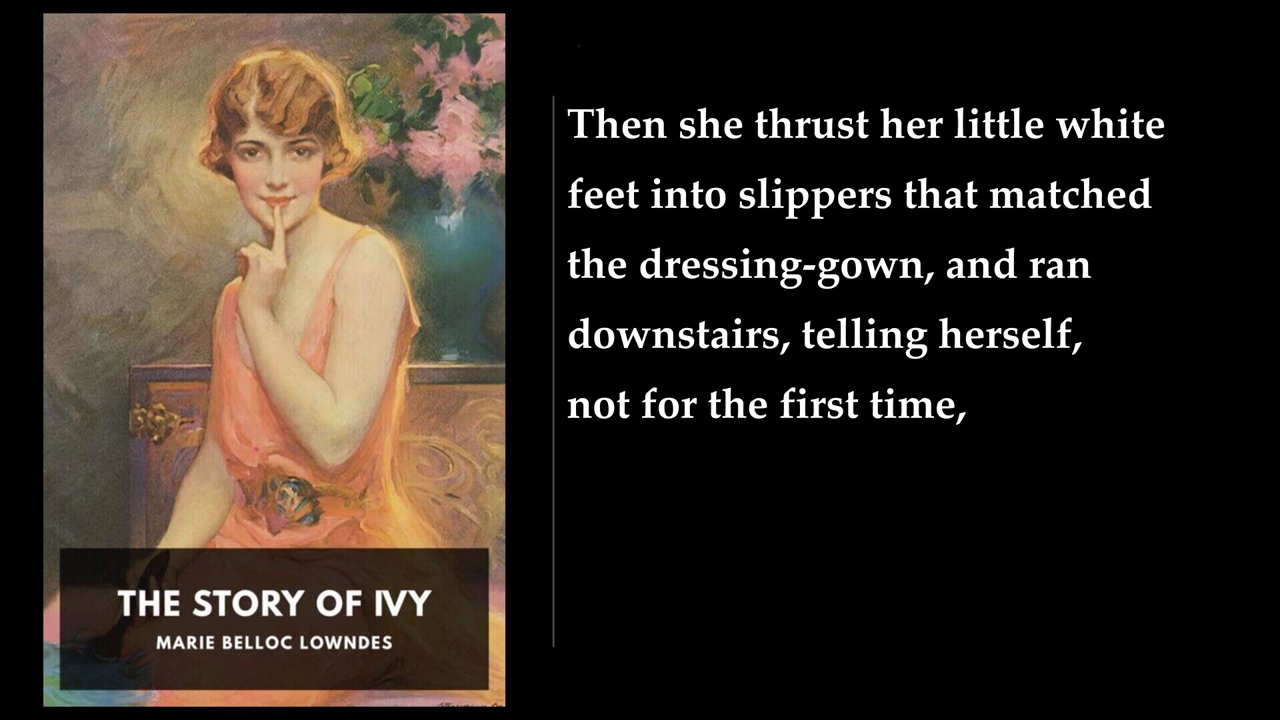 Then she thrust her little white
feet into slippers that matched
the dressing-gown, and ran
downstairs, telling herself,
not for the first time,
THE STORY OF IVY
MARIE BELLOC LOWNDES